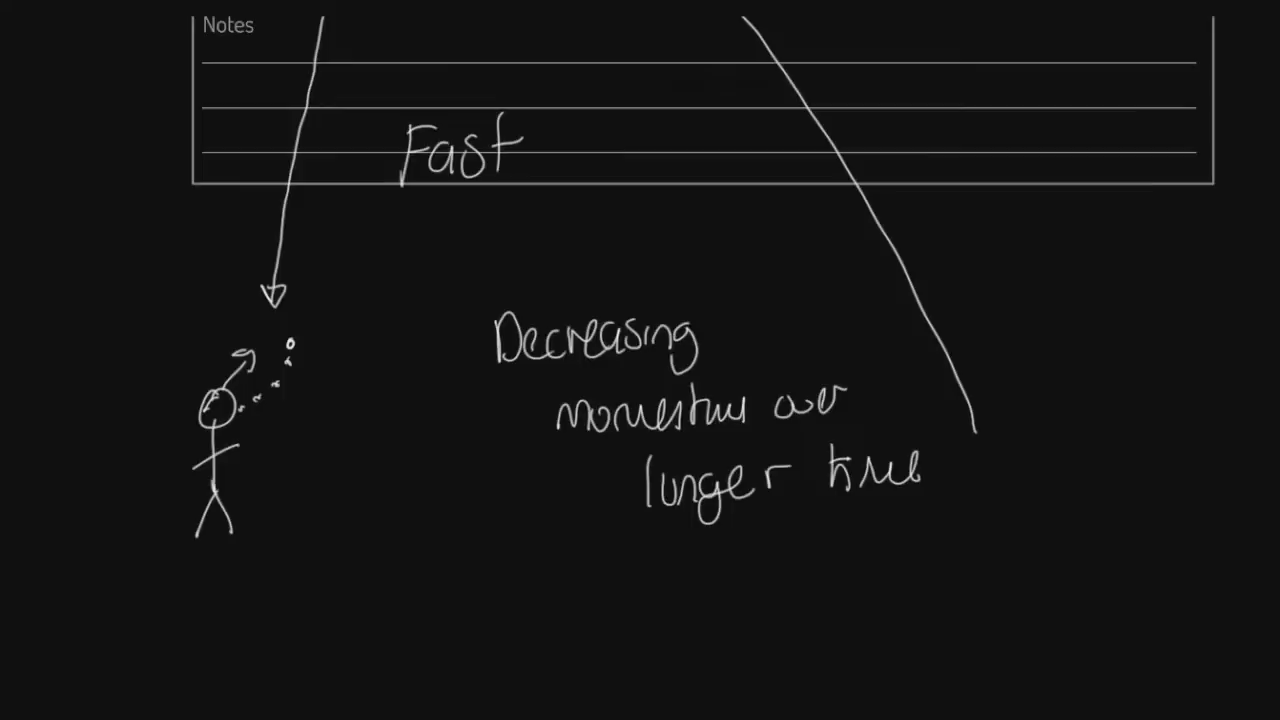 Notes
Fast
Decreasing
momentum over
longer time